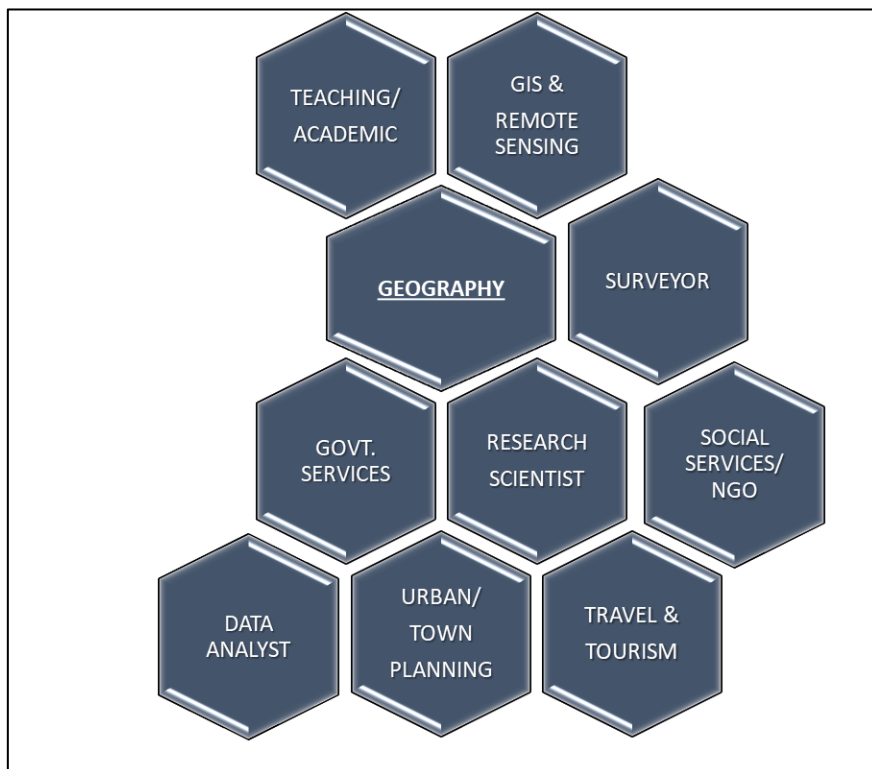 TEACHING/
ACADEMIC
GIS &
REMOTE
SENSING
GEOGRAPHY
SURVEYOR
GOVT.
SERVICES
RESEARCH
SCIENTIST
SOCIAL
SERVICES/
NGO
DATA
ANALYST
URBAN/
TOWN
PLANNING
TRAVEL &
TOURISM